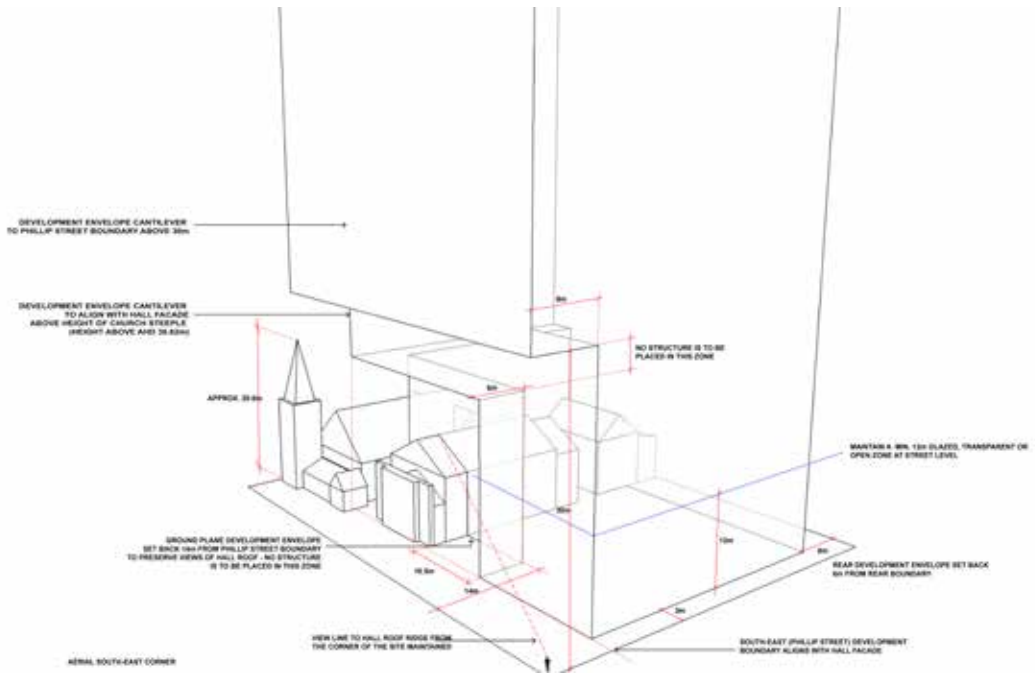 DEVELOPMENT ENVELOPE CANTILEVER
TO PHILLIP STREET BOUNDARY ABOVE 30m
DEVELOPMENT ENVELOPE CANTILEVER
TO ALIGN WITH HALL FACADE
ABOVE HEIGHT OF CHURCH STEEPLE
(HEIGHT ABOVE AHD
APPROX.
6m
NO STRUCTURE IS TO BE
PLACED IN THIS ZONE
MAINTAIN A MIN. 12m GLAZED, TRANSPARENT OR
OPEN ZONE AT STREET LEVEL
GROUND PLANE DEVELOPMENT ENVELOPE
SET BACK 14m FROM PHILLIP STREET BOUNDARY
TO PRESERVE VIEWS OF HALL ROOF - NO STRUCTURE
IS TO BE PLACED IN THIS ZONE
14m
12m
REAR DEVELOPMENT ENVELOPE SET BACK
6m FROM REAR BOUNDARY
VIEW LINE TO HALL ROOF RIDGE FROM
THE CORNER OF THE SITE MAINTAINED
SOUTH-EAST (PHILLIP STREET) DEVELOPMENT
BOUNDARY ALIGNS WITH HALL FACADE
AERIAL SOUTH-EAST CORNER